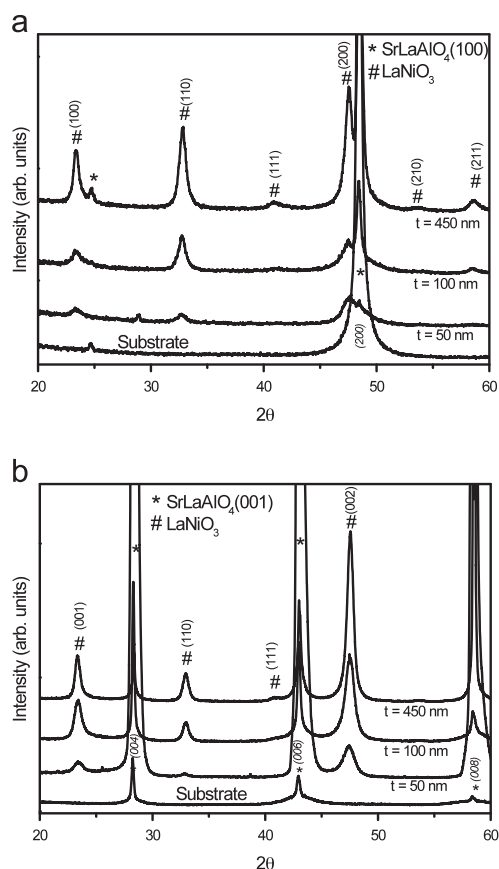 a
* SrLaAlO4(100)
# LaNiO3
#(100)
*
#(110)
#(111)
#(200)
#(210)
#(211)
t = 450 nm
t = 100 nm
*
t = 50 nm
Substrate
(200)
Intensity (arb. units)
20 30 40 50 60
2θ
b
* SrLaAlO4(001)
# LaNiO3
#(001)
*
#(110)
#(111)
*
#(002)
t = 450 nm
t = 100 nm
t = 50 nm
(004)
*(006)
*(008)
Substrate
Intensity (arb. units)
20 30 40 50 60
2θ